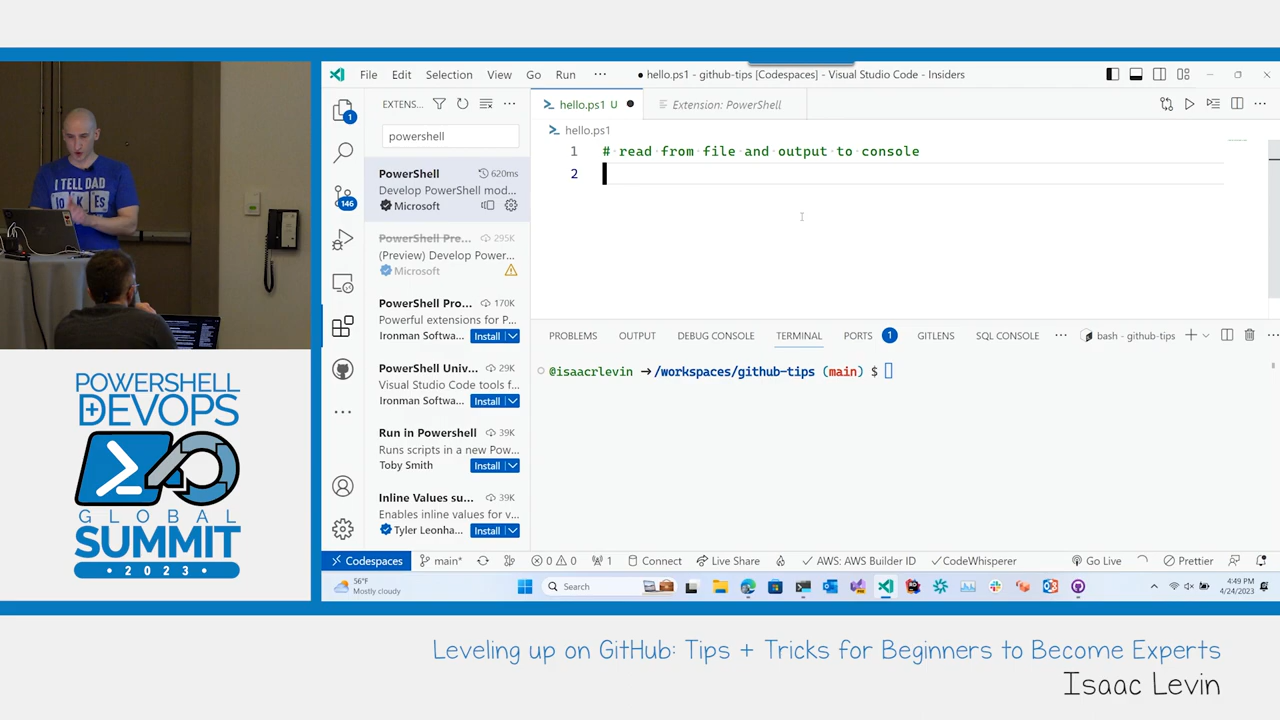 File Edit Selection View Go Run ··· ● hello.ps1 - github-tips [Codespaces] - Visual Studio Code - Insiders
EXTENS... ···
hello.ps1 U ● Extension: PowerShell ···
powershell
hello.ps1
1 # read from file and output to console
2
PowerShell 620ms
Develop PowerShell mod...
Microsoft
PowerShell Pre... 295K
(Preview) Develop Power...
Microsoft
PowerShell Pro... 170K
Powerful extensions for P...
Ironman Softwa... Install
PowerShell Univ... 29K
Visual Studio Code tools f...
Ironman Softwa... Install
Run in Powershell 39K
Runs scripts in a new Pow...
Toby Smith Install
Inline Values su... 39K
Enables inline values for v...
Tyler Leonha... Install
1
146
PROBLEMS OUTPUT DEBUG CONSOLE TERMINAL PORTS 1 GITLENS SQL CONSOLE ··· bash - github-tips
@isaacrlevin → /workspaces/github-tips (main) $
Codespaces main* 0 0 1 Connect Live Share AWS: AWS Builder ID CodeWhisperer Go Live Prettier
56°F
Mostly cloudy
Search
4:49 PM
4/24/2023
I TELL DAD
JOKES
POWERSHELL
+DEVOPS
GLOBAL
SUMMIT
• 2023 •
Leveling up on GitHub: Tips + Tricks for Beginners to Become Experts
Isaac Levin